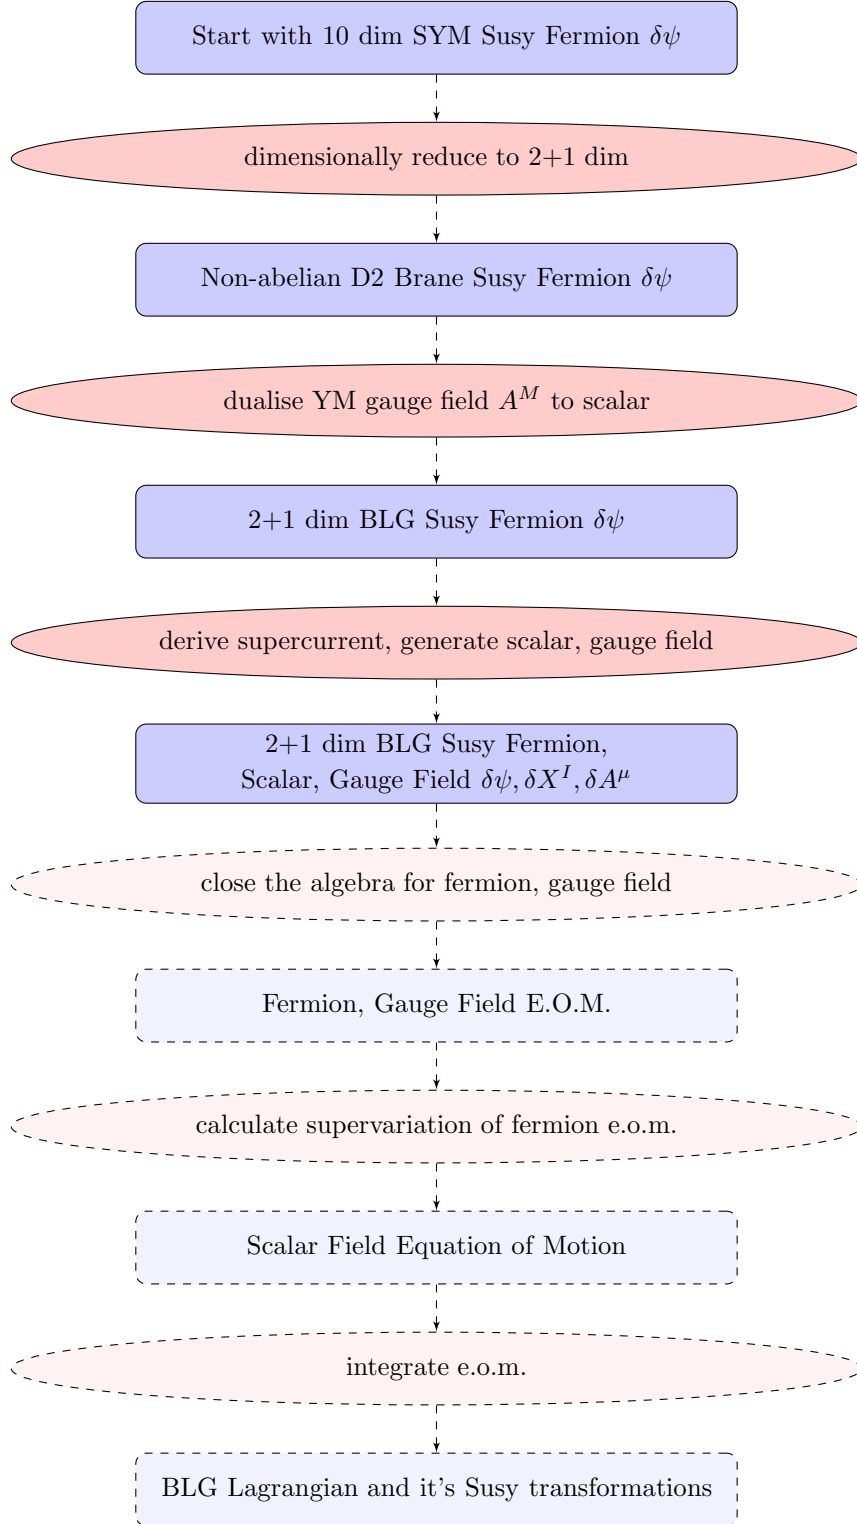 Start with 10 dim SYM Susy Fermion δψ
dimensionally reduce to 2+1 dim
Non-abelian D2 Brane Susy Fermion δψ
dualise YM gauge field A^M to scalar
2+1 dim BLG Susy Fermion δψ
derive supercurrent, generate scalar, gauge field
2+1 dim BLG Susy Fermion,
Scalar, Gauge Field δψ, δX^I, δA^μ
close the algebra for fermion, gauge field
Fermion, Gauge Field E.O.M.
calculate supervariation of fermion e.o.m.
Scalar Field Equation of Motion
integrate e.o.m.
BLG Lagrangian and it's Susy transformations